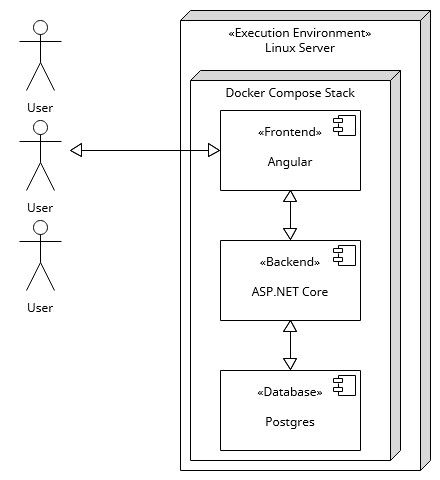 User
User
User
«Execution Environment»
Linux Server
Docker Compose Stack
«Frontend»
Angular
«Backend»
ASP.NET Core
«Database»
Postgres